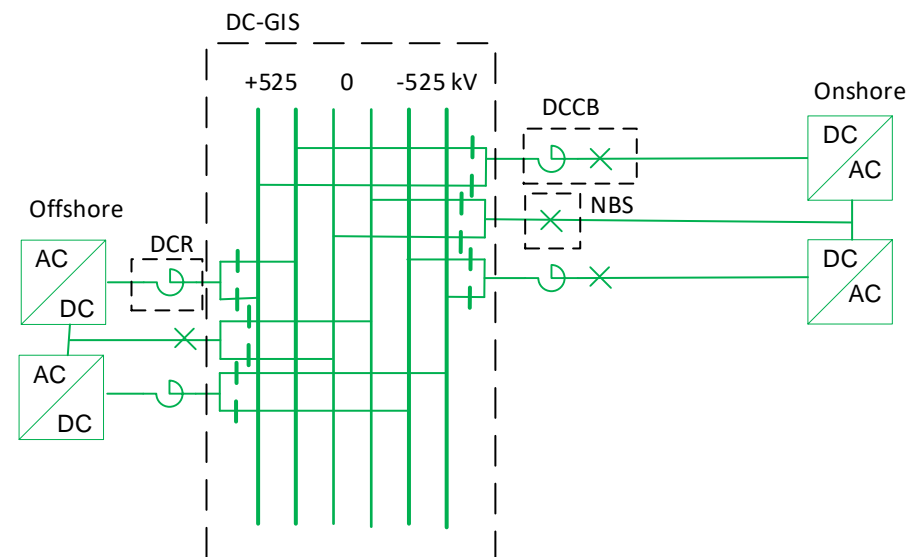 DC-GIS
+525 0 -525 kV
DCCB
Onshore
DC
AC
NBS
Offshore
DCR
AC
DC
DC
AC
AC
DC